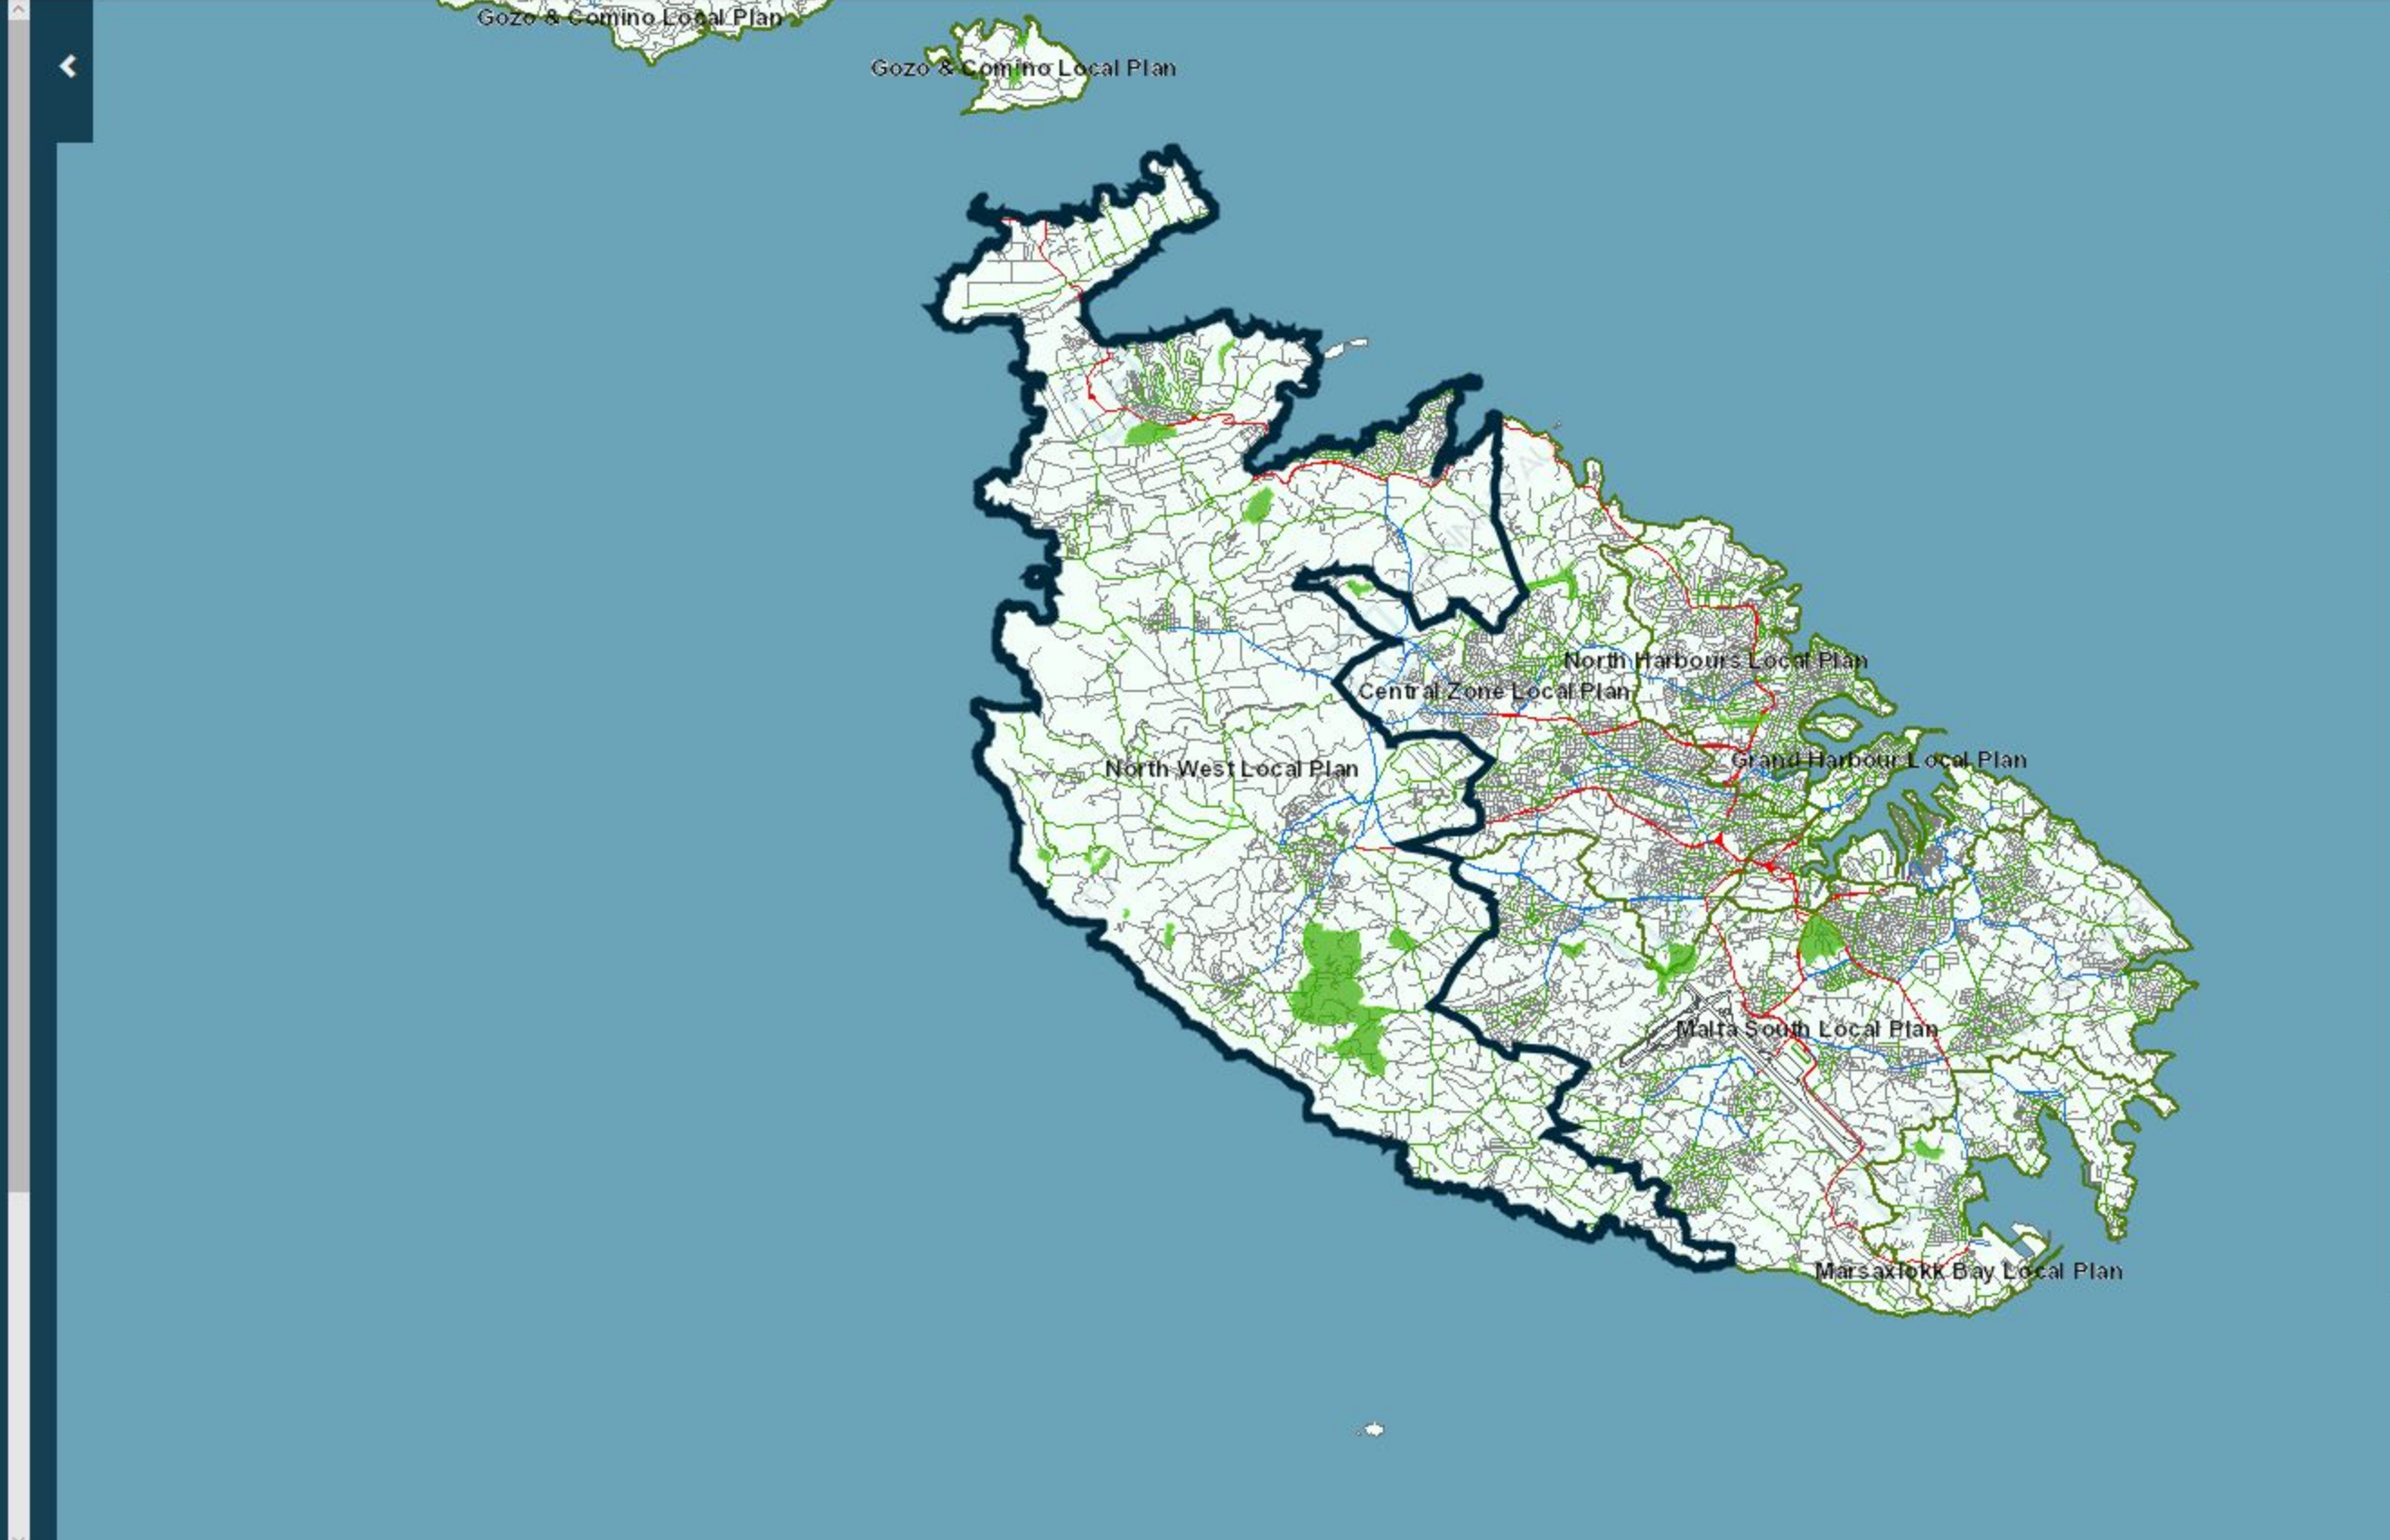 Gozo & Comino Local Plan
Gozo & Comino Local Plan
North Harbours Local Plan
Central Zone Local Plan
Grand Harbour Local Plan
North West Local Plan
Malta South Local Plan
Marsaxlokk Bay Local Plan